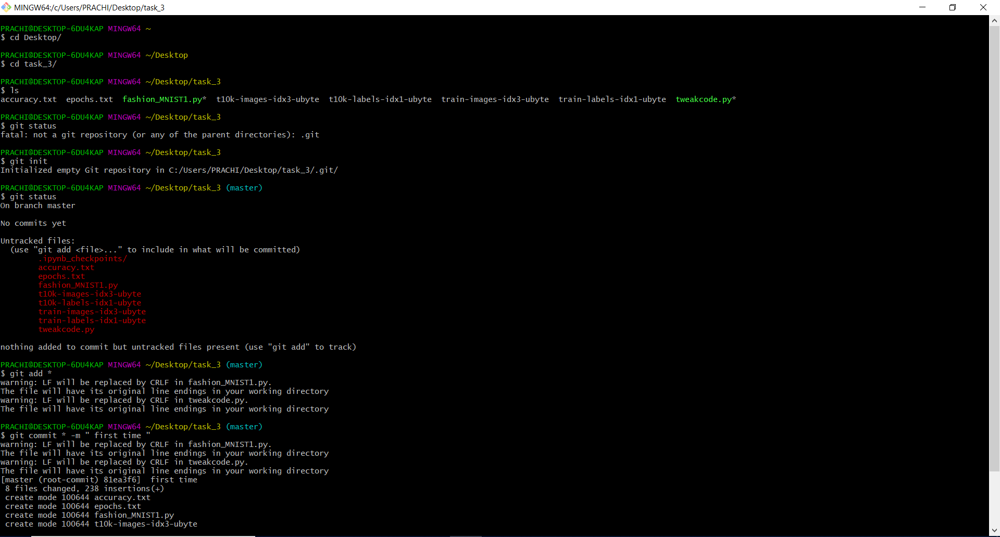 MINGW64:/c/Users/PRACHI/Desktop/task_3
PRACHI@DESKTOP-6DU4KAP MINGW64 ~
$ cd Desktop/
PRACHI@DESKTOP-6DU4KAP MINGW64 ~/Desktop
$ cd task_3/
PRACHI@DESKTOP-6DU4KAP MINGW64 ~/Desktop/task_3
$ ls
accuracy.txt  epochs.txt  fashion_MNIST1.py*  t10k-images-idx3-ubyte  t10k-labels-idx1-ubyte  train-images-idx3-ubyte  train-labels-idx1-ubyte  tweakcode.py*
PRACHI@DESKTOP-6DU4KAP MINGW64 ~/Desktop/task_3
$ git status
fatal: not a git repository (or any of the parent directories): .git
PRACHI@DESKTOP-6DU4KAP MINGW64 ~/Desktop/task_3
$ git init
Initialized empty Git repository in C:/Users/PRACHI/Desktop/task_3/.git/
PRACHI@DESKTOP-6DU4KAP MINGW64 ~/Desktop/task_3 (master)
$ git status
On branch master
No commits yet
Untracked files:
  (use "git add <file>..." to include in what will be committed)
        .ipynb_checkpoints/
        accuracy.txt
        epochs.txt
        fashion_MNIST1.py
        t10k-images-idx3-ubyte
        t10k-labels-idx1-ubyte
        train-images-idx3-ubyte
        train-labels-idx1-ubyte
        tweakcode.py
nothing added to commit but untracked files present (use "git add" to track)
PRACHI@DESKTOP-6DU4KAP MINGW64 ~/Desktop/task_3 (master)
$ git add *
warning: LF will be replaced by CRLF in fashion_MNIST1.py.
The file will have its original line endings in your working directory
warning: LF will be replaced by CRLF in tweakcode.py.
The file will have its original line endings in your working directory
PRACHI@DESKTOP-6DU4KAP MINGW64 ~/Desktop/task_3 (master)
$ git commit * -m " first time "
warning: LF will be replaced by CRLF in fashion_MNIST1.py.
The file will have its original line endings in your working directory
warning: LF will be replaced by CRLF in tweakcode.py.
The file will have its original line endings in your working directory
[master (root-commit) 81ea3f6]  first time
 8 files changed, 238 insertions(+)
 create mode 100644 accuracy.txt
 create mode 100644 epochs.txt
 create mode 100644 fashion_MNIST1.py
 create mode 100644 t10k-images-idx3-ubyte